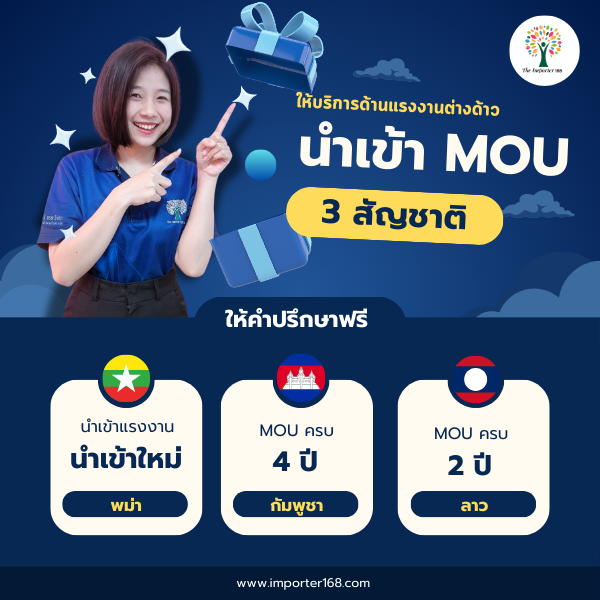 The Importer 168
ให้บริการด้านแรงงานต่างด้าว
นำเข้า MOU
3 สัญชาติ
ให้คำปรึกษาฟรี
นำเข้าแรงงาน
นำเข้าใหม่
พม่า
MOU ครบ
4 ปี
กัมพูชา
MOU ครบ
2 ปี
ลาว
www.importer168.com